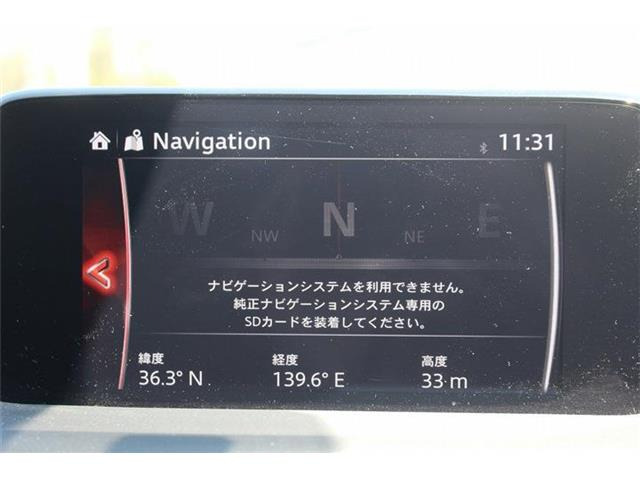 Navigation 11:31
W NW N NE E
ナビゲーションシステムを利用できません。
純正ナビゲーションシステム専用の
SDカードを装着してください。
緯度 経度 高度
36.3° N 139.6° E 33 m